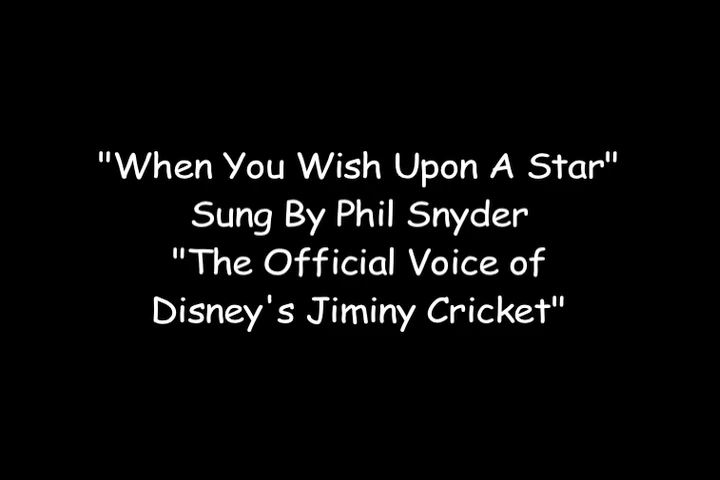 "When You Wish Upon A Star"
Sung By Phil Snyder
"The Official Voice of
Disney's Jiminy Cricket"